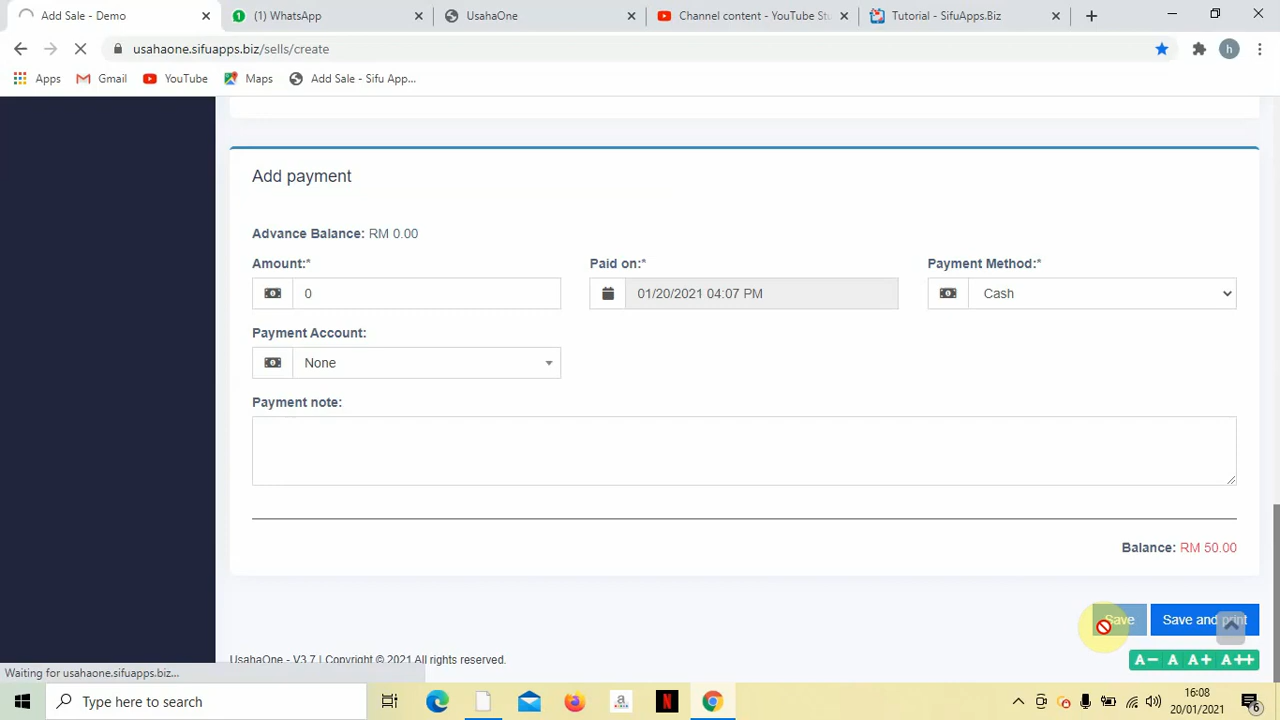 Add Sale - Demo
(1) WhatsApp
UsahaOne
Channel content - YouTube Stu
Tutorial - SifuApps.Biz
usahaone.sifuapps.biz/sells/create
h
Apps
Gmail
YouTube
Maps
Add Sale - Sifu App...
Add payment
Advance Balance: RM 0.00
Amount:*
Paid on:*
Payment Method:*
0
01/20/2021 04:07 PM
Cash
Payment Account:
None
Payment note:
Balance: RM 50.00
Save
Save and print
UsahaOne - V3.7 | Copyright © 2021 All rights reserved.
A− A A+ A++
Waiting for usahaone.sifuapps.biz...
Type here to search
16:08
20/01/2021
6